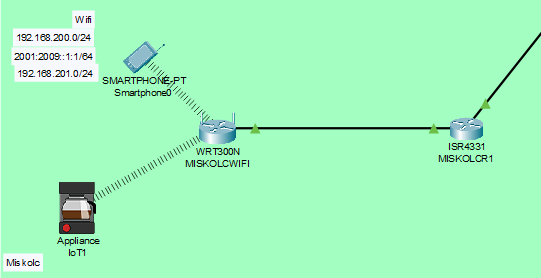 Wifi
192.168.200.0/24
2001:2009::1:1/64
192.168.201.0/24
SMARTPHONE-PT
Smartphone0
WRT300N
MISKOLCWIFI
ISR4331
MISKOLCR1
Appliance
IoT1
Miskolc